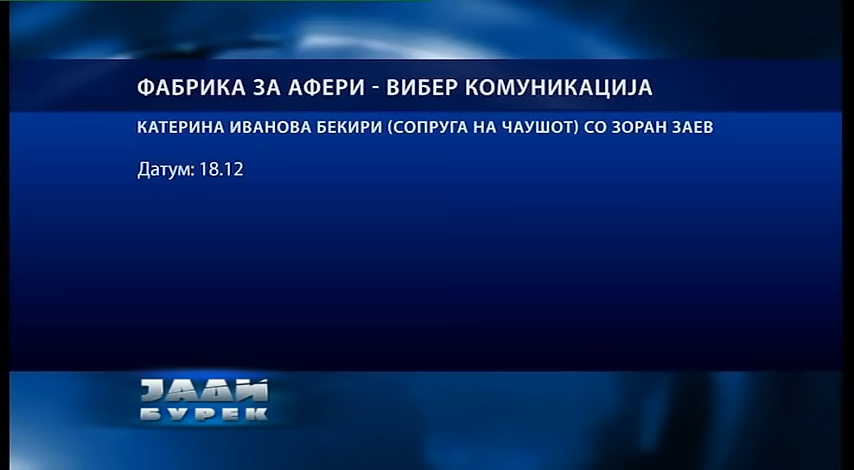 ФАБРИКА ЗА АФЕРИ - ВИБЕР КОМУНИКАЦИЈА
КАТЕРИНА ИВАНОВА БЕКИРИ (СОПРУГА НА ЧАУШОТ) СО ЗОРАН ЗАЕВ
Датум: 18.12
ЈАДИ
БУРЕК